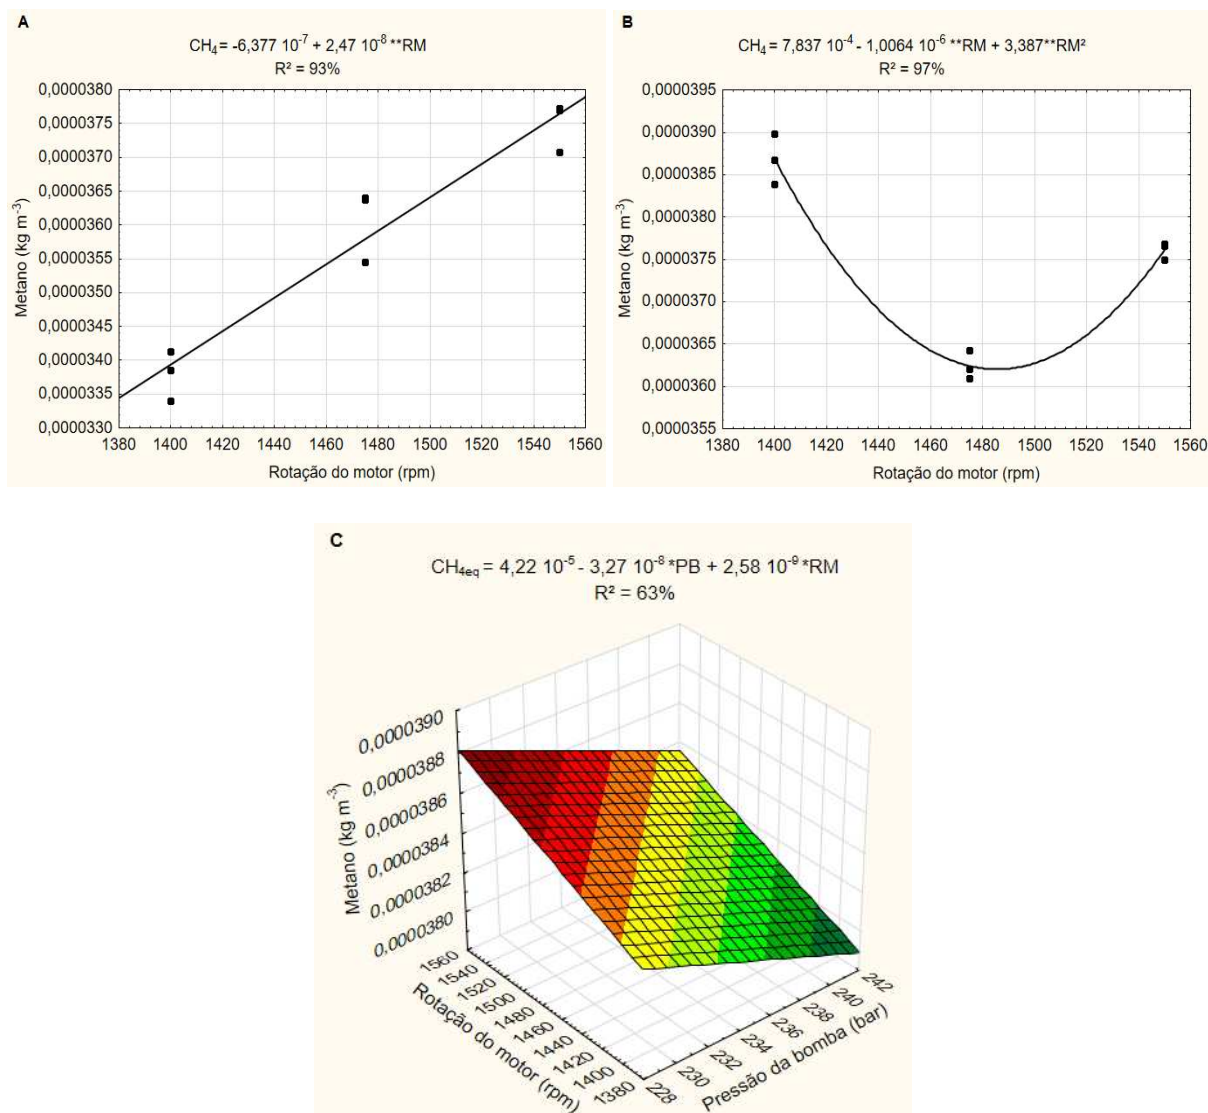 A
CH₄ = -6,377 10⁻⁷ + 2,47 10⁻⁸ **RM
R² = 93%
0,0000380
0,0000375
0,0000370
0,0000365
0,0000360
0,0000355
0,0000350
0,0000345
0,0000340
0,0000335
0,0000330
Metano (kg m⁻³)
1380 1400 1420 1440 1460 1480 1500 1520 1540 1560
Rotação do motor (rpm)
B
CH₄ = 7,837 10⁻⁴ - 1,0064 10⁻⁶ **RM + 3,387**RM²
R² = 97%
0,0000395
0,0000390
0,0000385
0,0000380
0,0000375
0,0000370
0,0000365
0,0000360
0,0000355
Metano (kg m⁻³)
1380 1400 1420 1440 1460 1480 1500 1520 1540 1560
Rotação do motor (rpm)
C
CH₄eq = 4,22 10⁻⁵ - 3,27 10⁻⁸ *PB + 2,58 10⁻⁹ *RM
R² = 63%
0,0000390
0,0000388
0,0000386
0,0000384
0,0000382
0,0000380
Metano (kg m⁻³)
1560
1540
1520
1500
1480
1460
1440
1420
1400
1380
Rotação do motor (rpm)
228
230
232
234
236
238
240
242
Pressão da bomba (bar)